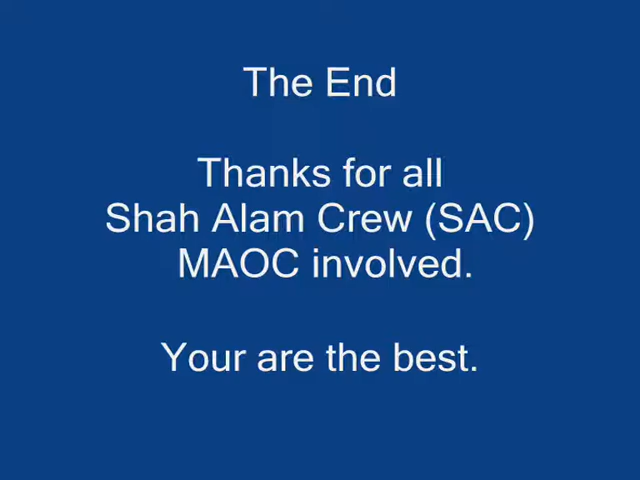 The End
Thanks for all
Shah Alam Crew (SAC)
MAOC involved.
Your are the best.